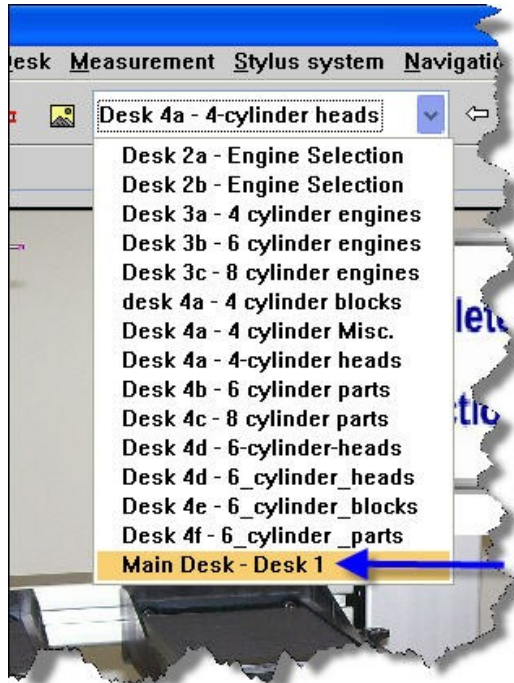 esk Measurement Stylus system Navigatio
Desk 4a - 4-cylinder heads
Desk 2a - Engine Selection
Desk 2b - Engine Selection
Desk 3a - 4 cylinder engines
Desk 3b - 6 cylinder engines
Desk 3c - 8 cylinder engines
desk 4a - 4 cylinder blocks
Desk 4a - 4 cylinder Misc.
Desk 4a - 4-cylinder heads
Desk 4b - 6 cylinder parts
Desk 4c - 8 cylinder parts
Desk 4d - 6-cylinder-heads
Desk 4d - 6_cylinder_heads
Desk 4e - 6_cylinder_blocks
Desk 4f - 6_cylinder _parts
Main Desk - Desk 1